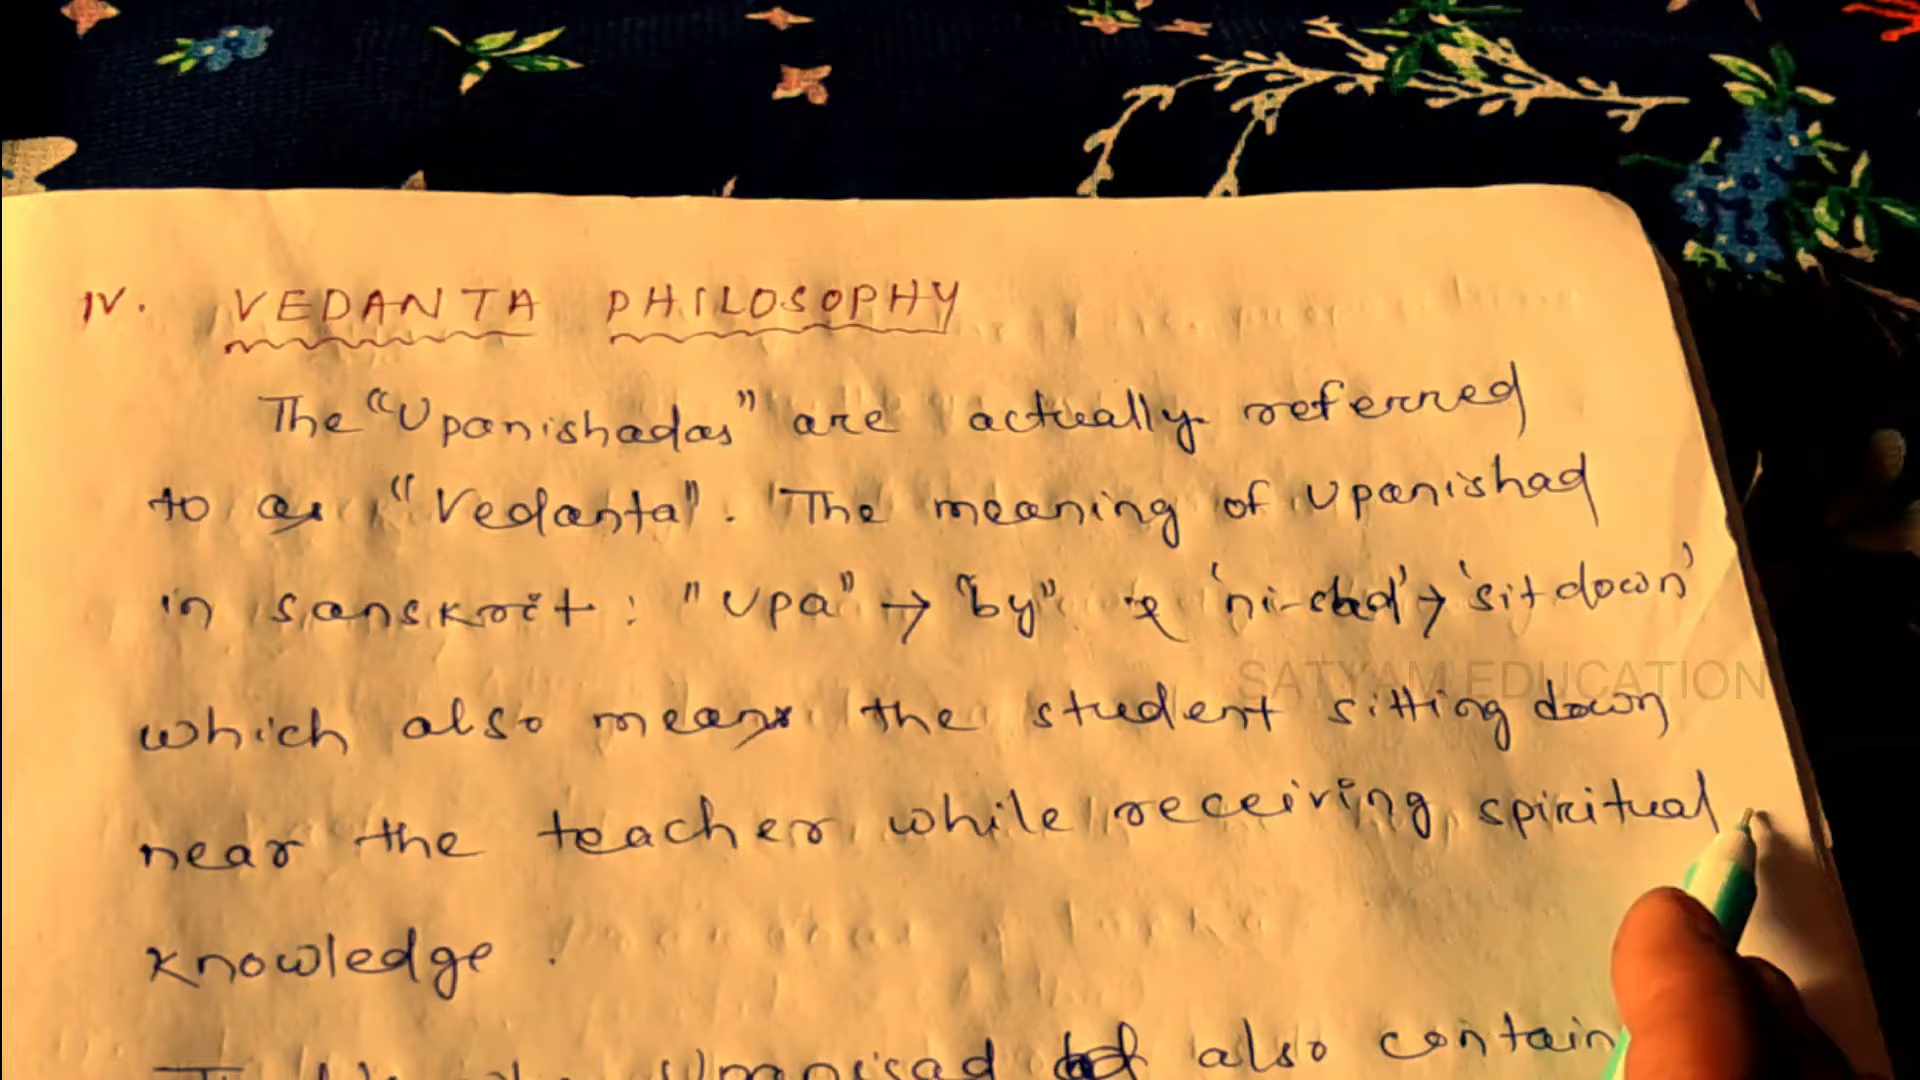 IV. VEDANTA PHILOSOPHY
The "Upanishadas" are actually referred
to as "Vedanta". The meaning of Upanishad
in sanskrit: "Upa" → "by" & 'ni-shad' → 'sit down'
SATYAM EDUCATION
which also means the student sitting down
near the teacher while receiving spiritual
knowledge.
also contain